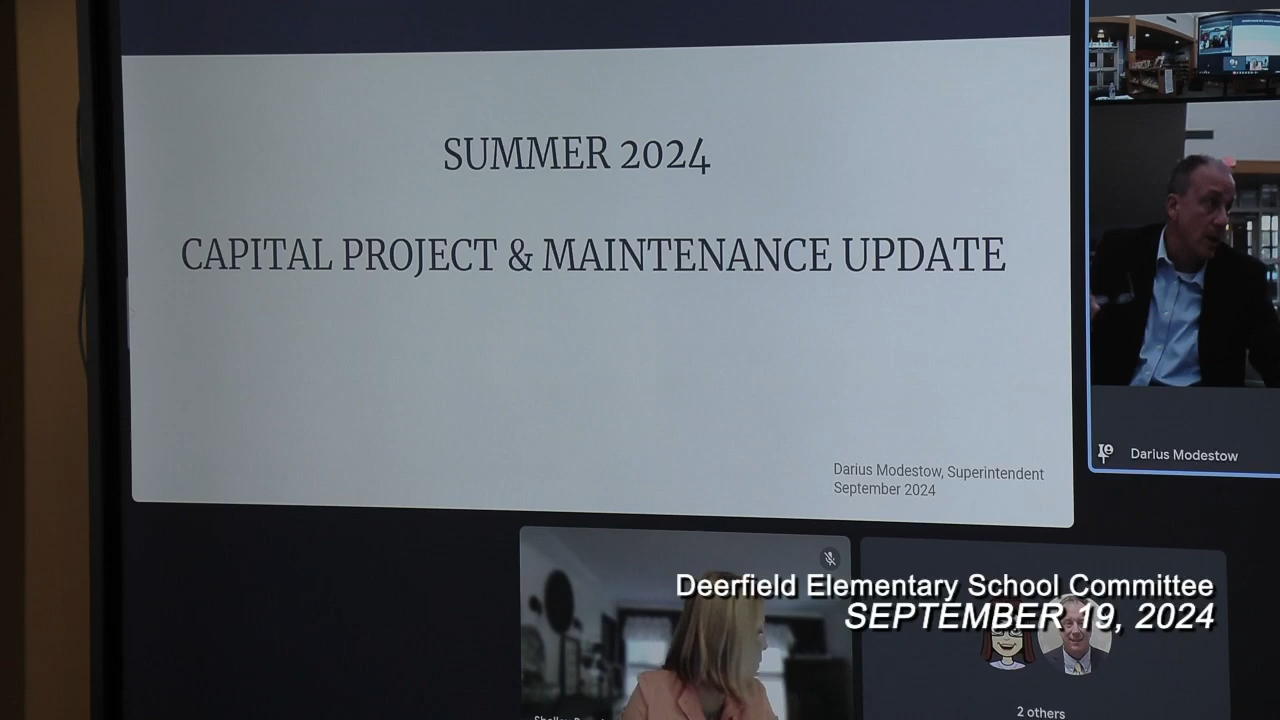 SUMMER 2024
CAPITAL PROJECT & MAINTENANCE UPDATE
Darius Modestow, Superintendent
September 2024
Darius Modestow
Deerfield Elementary School Committee
SEPTEMBER 19, 2024
2 others